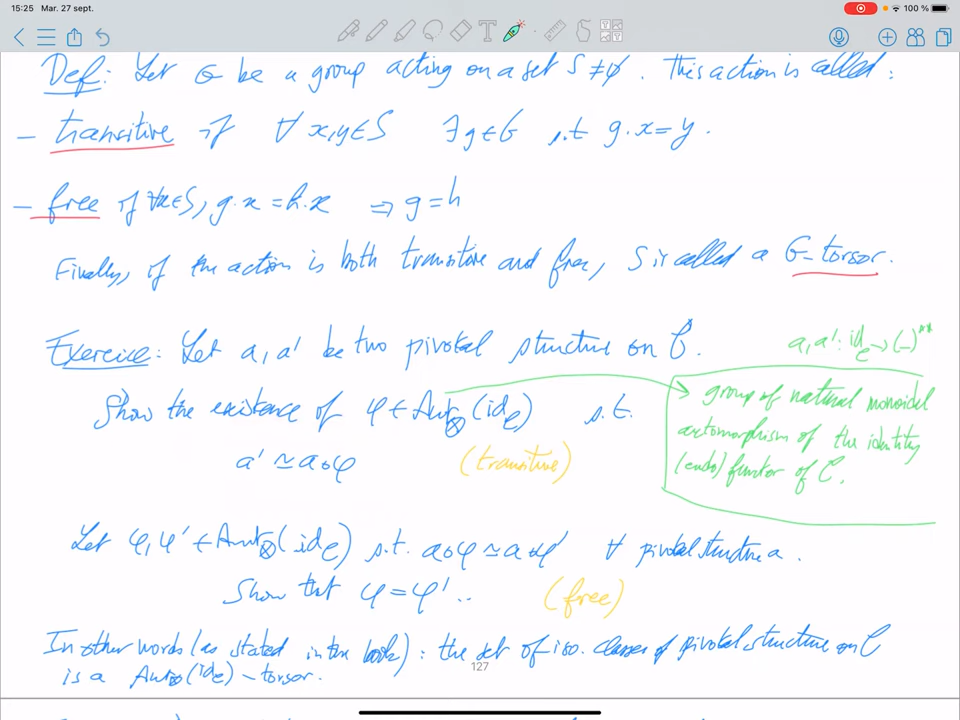 15:25 Mar. 27 sept. 100 %
Def: Let G be a group acting on a set S ≠ ∅. This action is called:
- transitive if ∀ x,y ∈ S ∃ g ∈ G s.t g.x = y.
- free if ∀x ∈ S, g.x = h.x ⇒ g = h
Finally, if the action is both transitive and free, S is called a G-torsor.
Exercise: Let a, a' be two pivotal structure on C.
a, a' : id_C → (-)**
Show the existence of φ ∈ Aut⊗(id_C) s.t.
a' ≃ a∘φ (transitive)
group of natural monoidal
automorphism of the identity
(endo) functor of C.
Let φ, φ' ∈ Aut⊗(id_C) s.t. a∘φ ≃ a∘φ' ∀ pivotal structure a.
Show that φ = φ'.. (free)
In other words (as stated in the book): the set of iso. classes of pivotal structure on C
is a Aut⊗(id_C)-torsor.
127